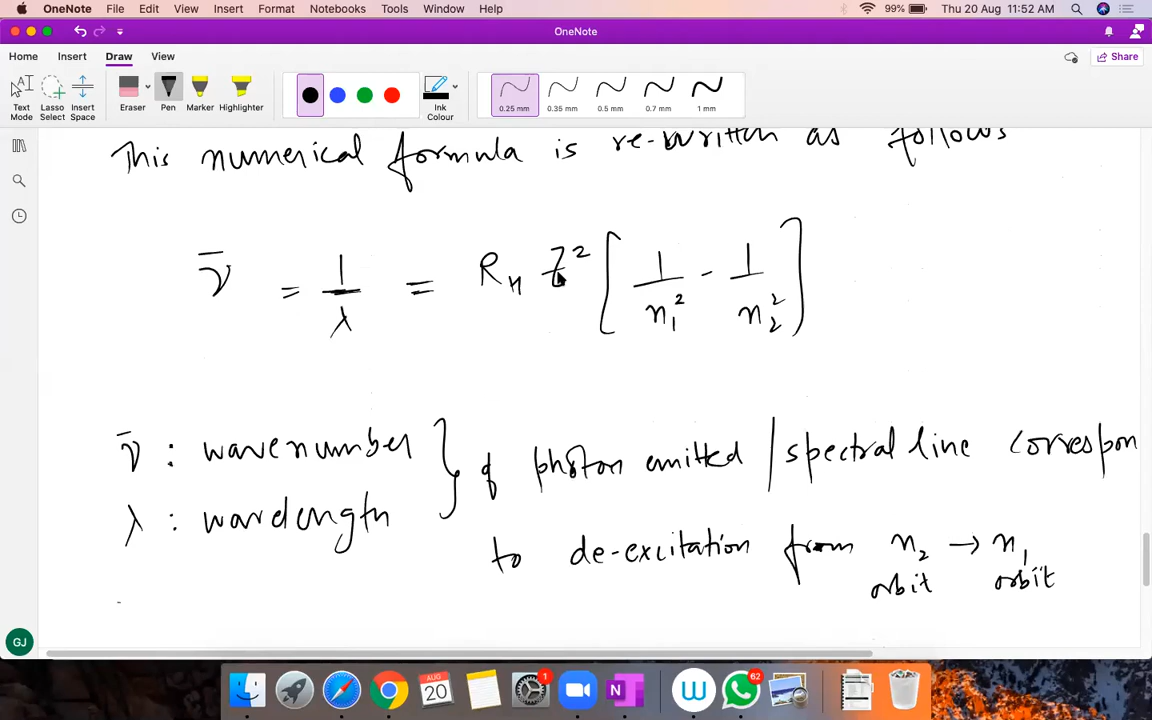 OneNote File Edit View Insert Format Notebooks Tools Window Help 99% Thu 20 Aug 11:52 AM
OneNote
Home Insert Draw View Share
Text Mode Lasso Select Insert Space Eraser Pen Marker Highlighter Ink Colour 0.25 mm 0.35 mm 0.5 mm 0.7 mm 1 mm
This numerical formula is re-written as follows
ν̄ = 1/λ = R_H Z² [ 1/n₁² - 1/n₂² ]
ν̄ : wavenumber } of photon emitted / spectral line correspon
λ : wavelength
to de-excitation from n₂ → n₁
orbit orbit
GJ
AUG 20 1 W 62 N